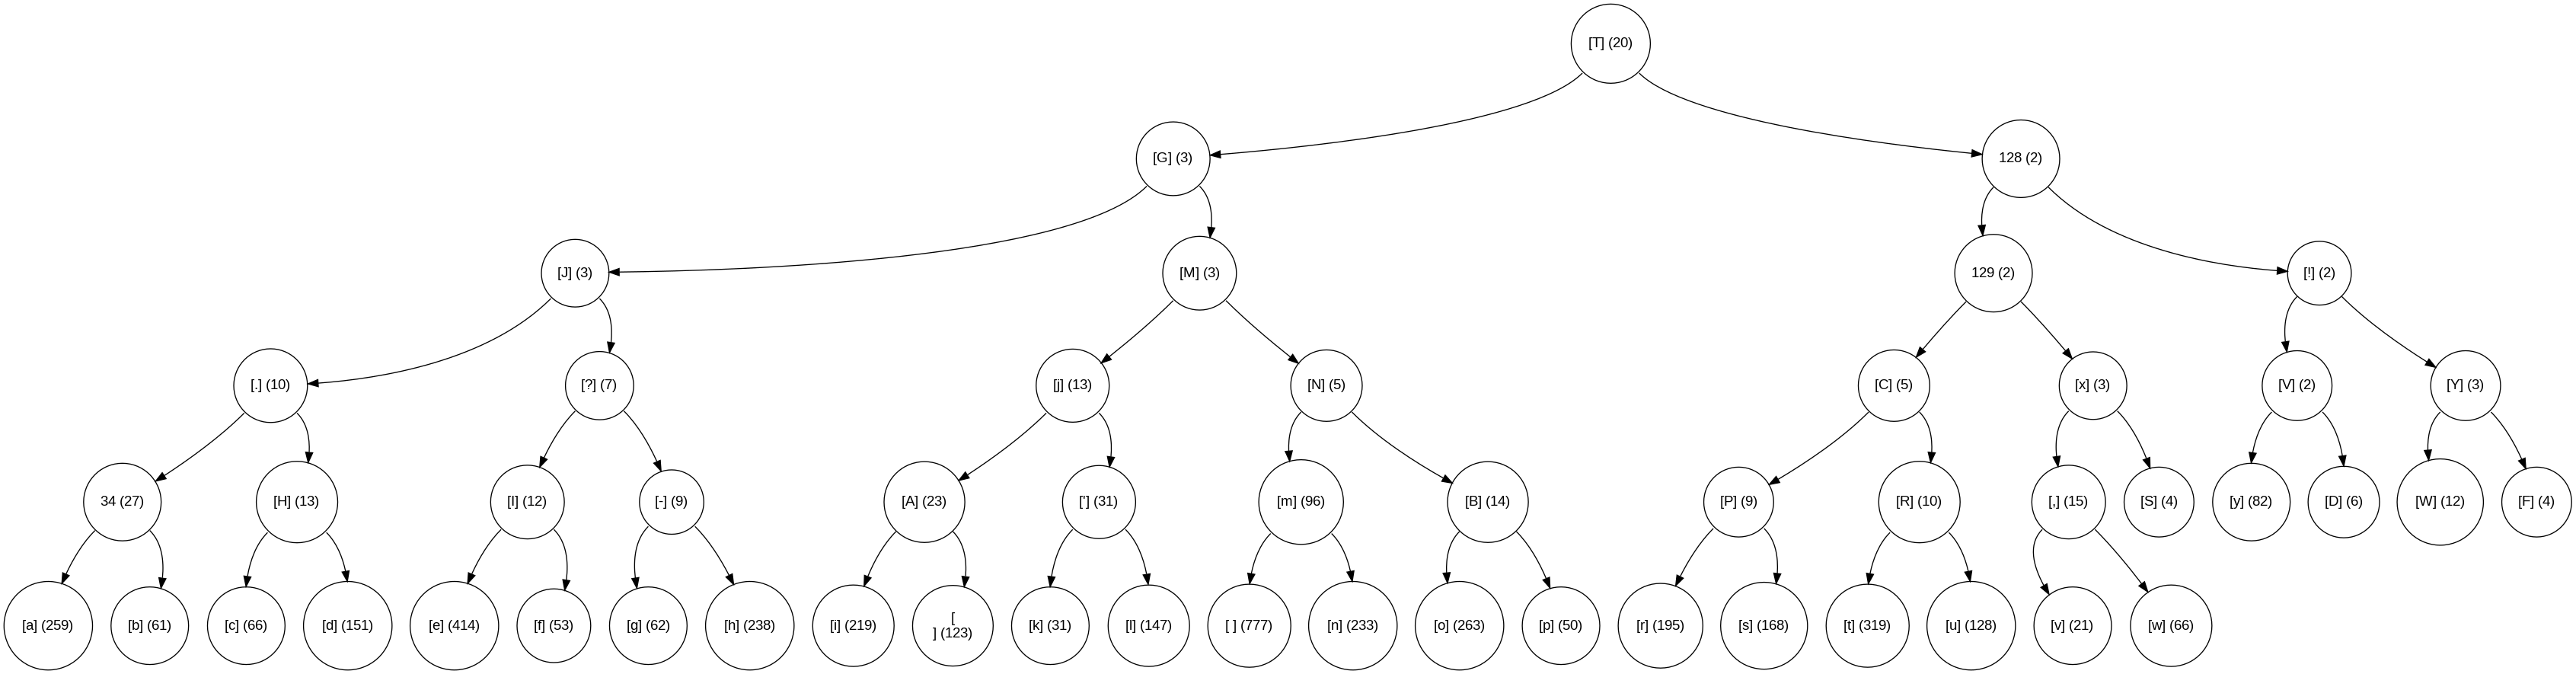 [T] (20)
[G] (3)
128 (2)
[J] (3)
[M] (3)
129 (2)
[!] (2)
[.] (10)
[?] (7)
[j] (13)
[N] (5)
[C] (5)
[x] (3)
[V] (2)
[Y] (3)
34 (27)
[H] (13)
[I] (12)
[-] (9)
[A] (23)
['] (31)
[m] (96)
[B] (14)
[P] (9)
[R] (10)
[,] (15)
[S] (4)
[y] (82)
[D] (6)
[W] (12)
[F] (4)
[a] (259)
[b] (61)
[c] (66)
[d] (151)
[e] (414)
[f] (53)
[g] (62)
[h] (238)
[i] (219)
[
] (123)
[k] (31)
[l] (147)
[ ] (777)
[n] (233)
[o] (263)
[p] (50)
[r] (195)
[s] (168)
[t] (319)
[u] (128)
[v] (21)
[w] (66)